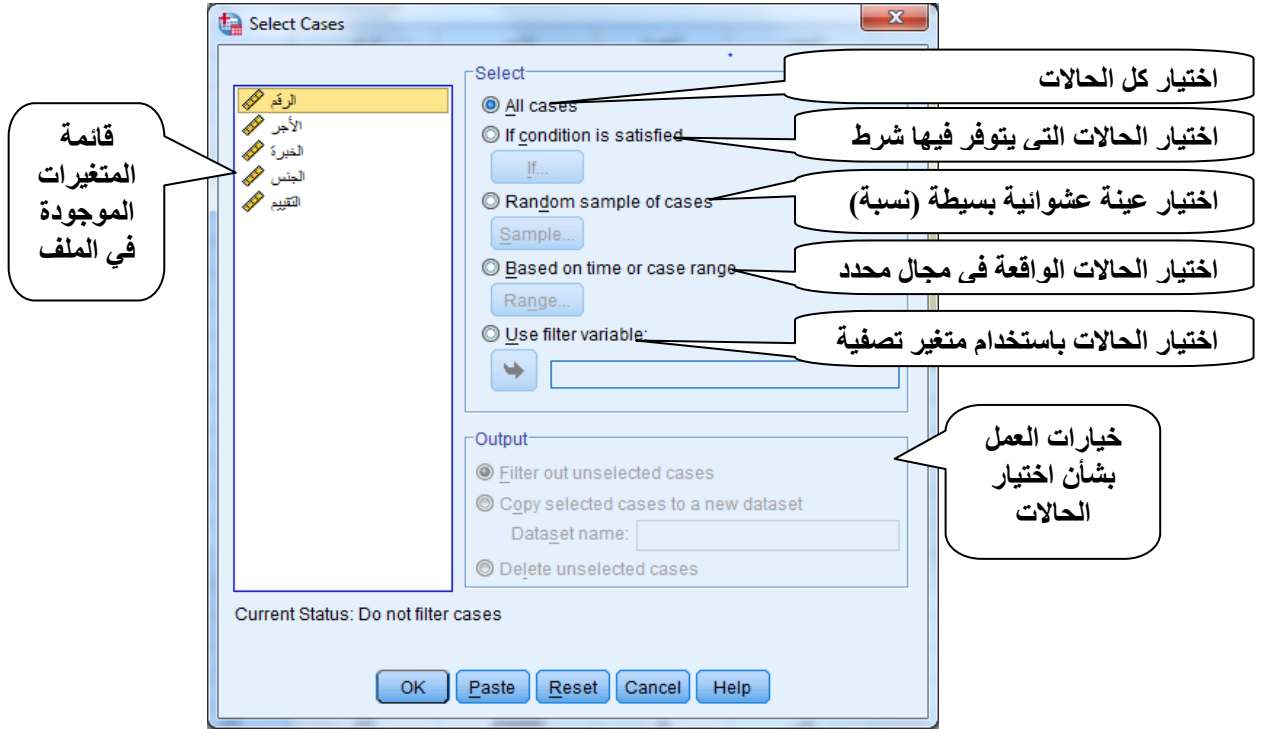 Select Cases
Select
اختيار كل الحالات
All cases
الرقم
الأجر
الخبرة
الجنس
التقييم
قائمة
المتغيرات
الموجودة
في الملف
If condition is satisfied
اختيار الحالات التي يتوفر فيها شرط
If...
Random sample of cases
اختيار عينة عشوائية بسيطة (نسبة)
Sample...
Based on time or case range
اختيار الحالات الواقعة في مجال محدد
Range...
Use filter variable:
اختيار الحالات باستخدام متغير تصفية
Output
خيارات العمل
بشأن اختيار
الحالات
Filter out unselected cases
Copy selected cases to a new dataset
Dataset name:
Delete unselected cases
Current Status: Do not filter cases
OK Paste Reset Cancel Help